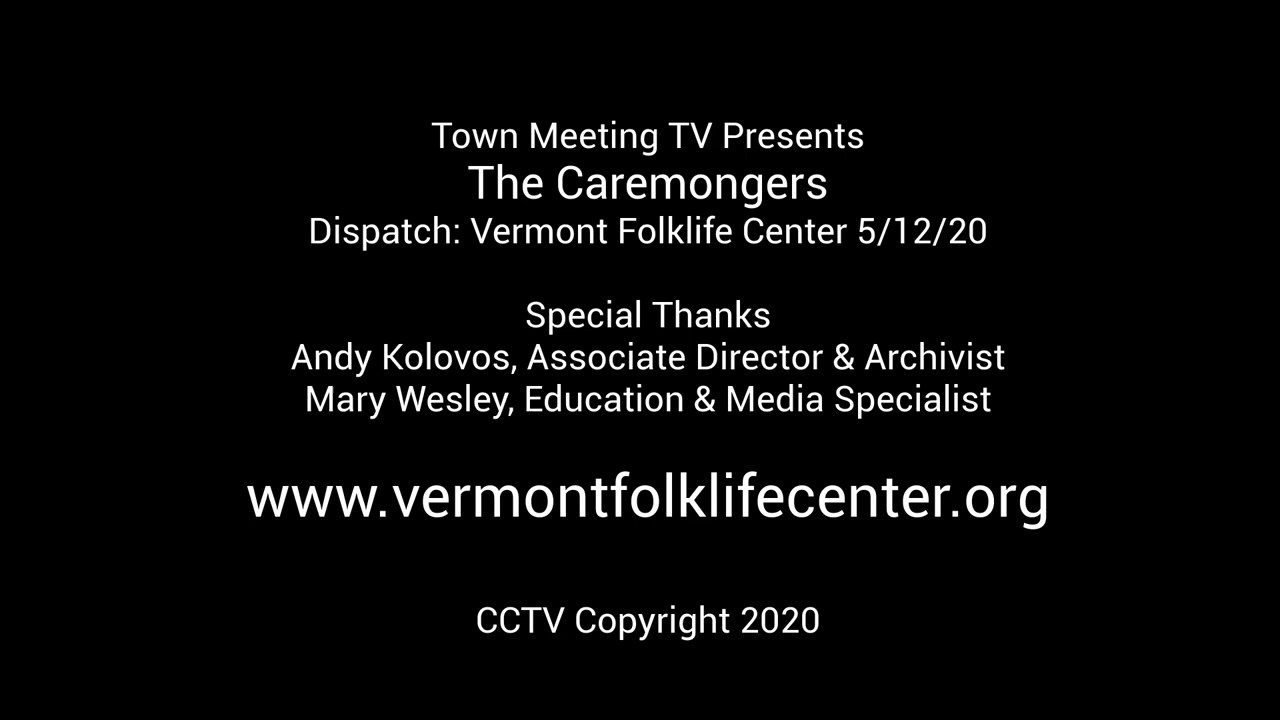 Town Meeting TV Presents
The Caremongers
Dispatch: Vermont Folklife Center 5/12/20
Special Thanks
Andy Kolovos, Associate Director & Archivist
Mary Wesley, Education & Media Specialist
www.vermontfolklifecenter.org
CCTV Copyright 2020